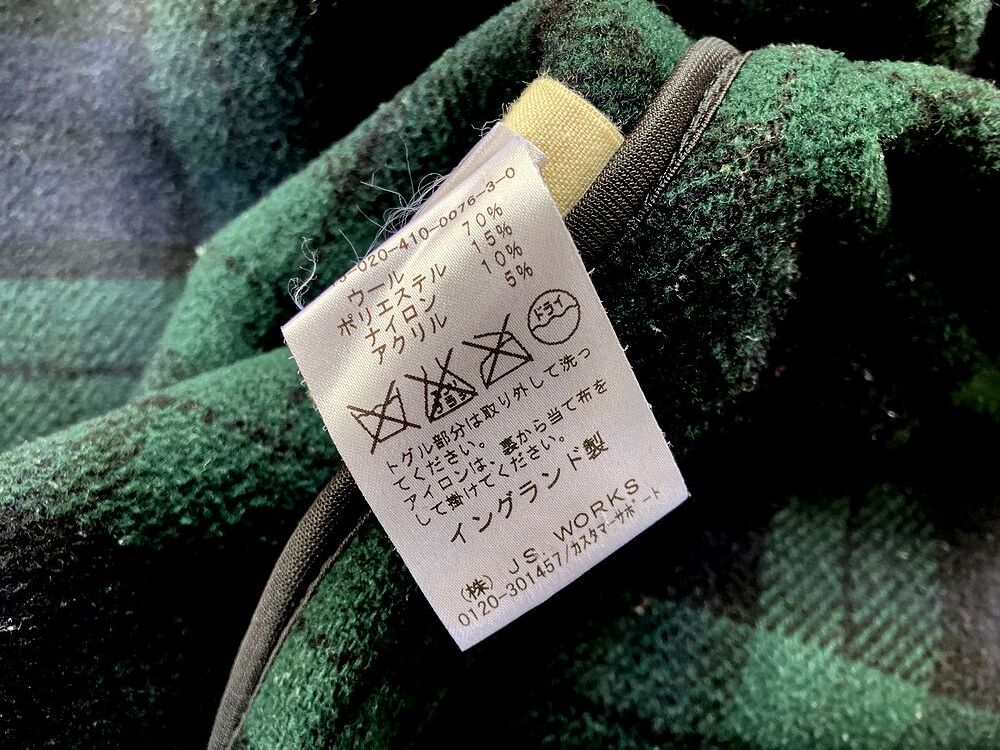 020-410-0076-3-0
ウール 70%
ポリエステル 15%
ナイロン 10%
アクリル 5%
ドライ
トグル部分は取り外して洗っ
てください。
アイロンは、裏から当て布を
して掛けてください。
イングランド製
(株) JS. WORKS
0120-301457/カスタマーサポート